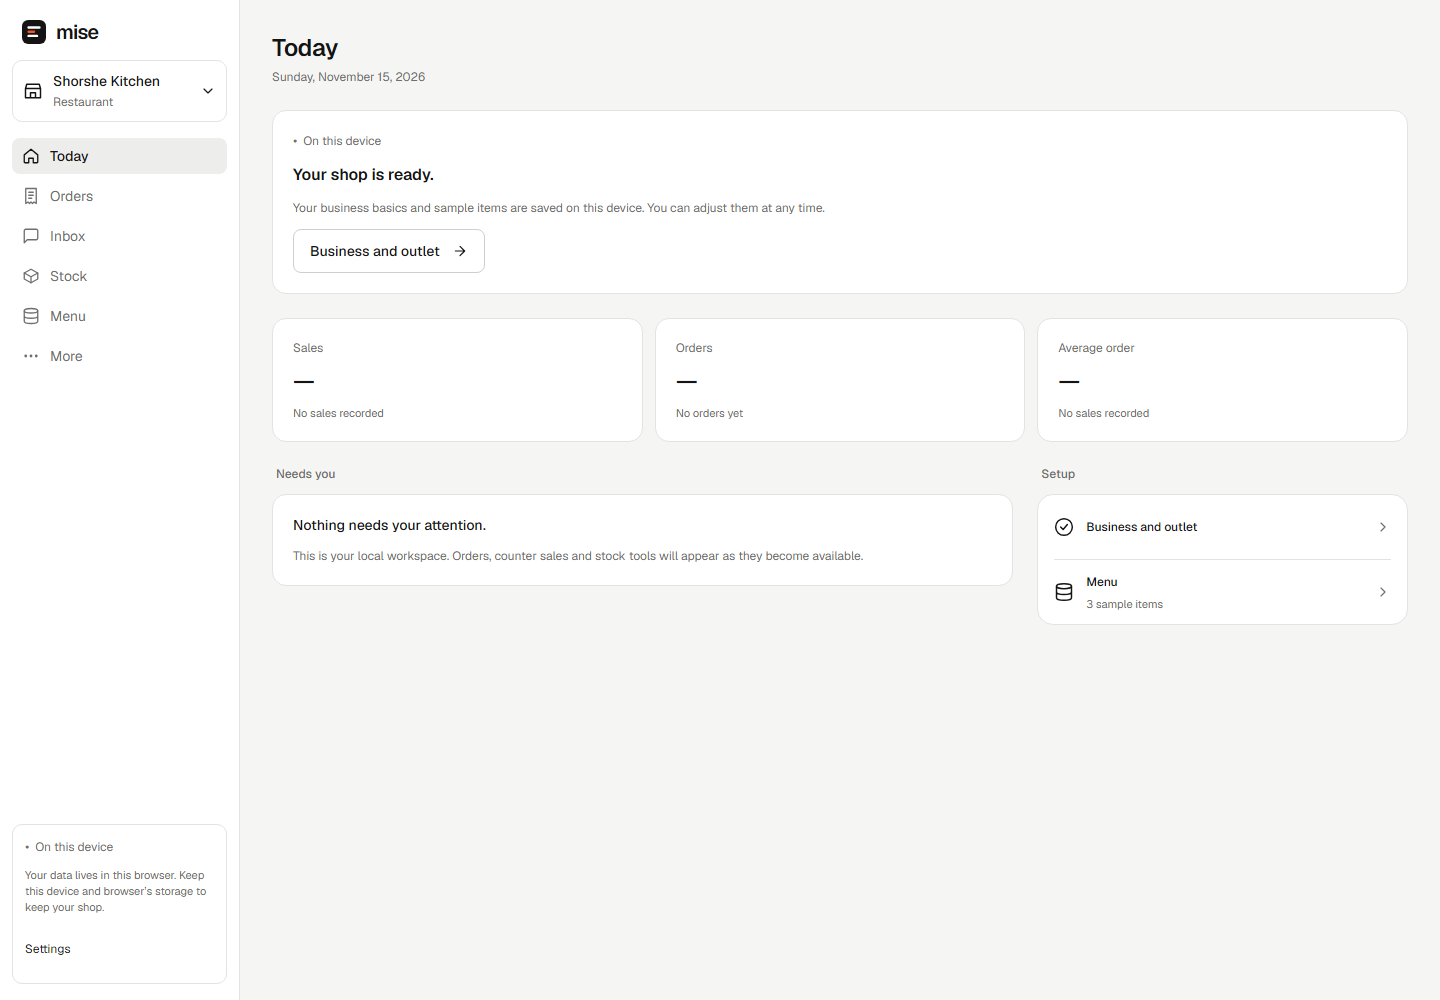 mise
Shorshe Kitchen
Restaurant
Today
Orders
Inbox
Stock
Menu
More
• On this device
Your data lives in this browser. Keep
this device and browser's storage to
keep your shop.
Settings
Today
Sunday, November 15, 2026
• On this device
Your shop is ready.
Your business basics and sample items are saved on this device. You can adjust them at any time.
Business and outlet
Sales
—
No sales recorded
Orders
—
No orders yet
Average order
—
No sales recorded
Needs you
Nothing needs your attention.
This is your local workspace. Orders, counter sales and stock tools will appear as they become available.
Setup
Business and outlet
Menu
3 sample items